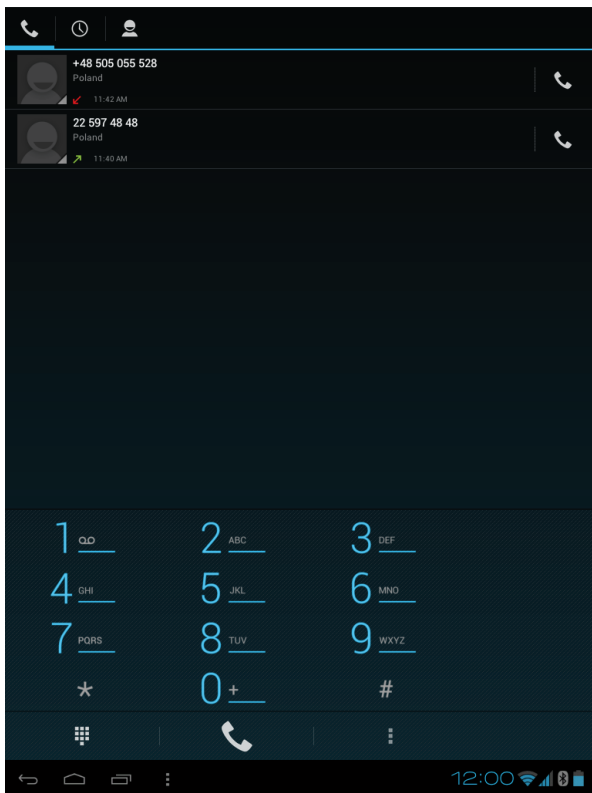 +48 505 055 528
Poland
11:42 AM
22 597 48 48
Poland
11:40 AM
1
2 ABC
3 DEF
4 GHI
5 JKL
6 MNO
7 PQRS
8 TUV
9 WXYZ
*
0 +
#
12:00